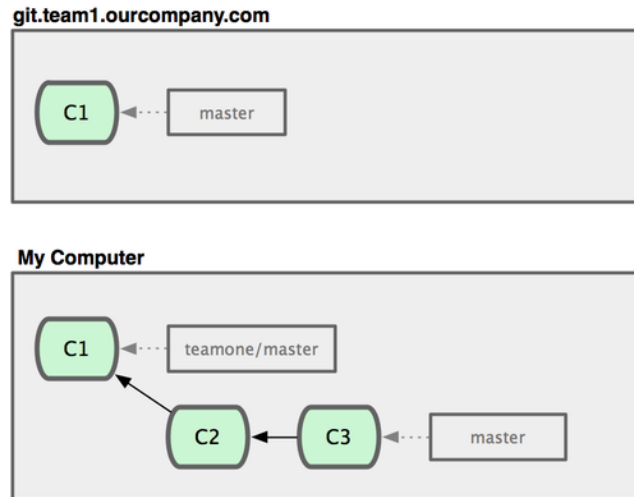 git.team1.ourcompany.com
C1
master
My Computer
C1
teamone/master
C2
C3
master